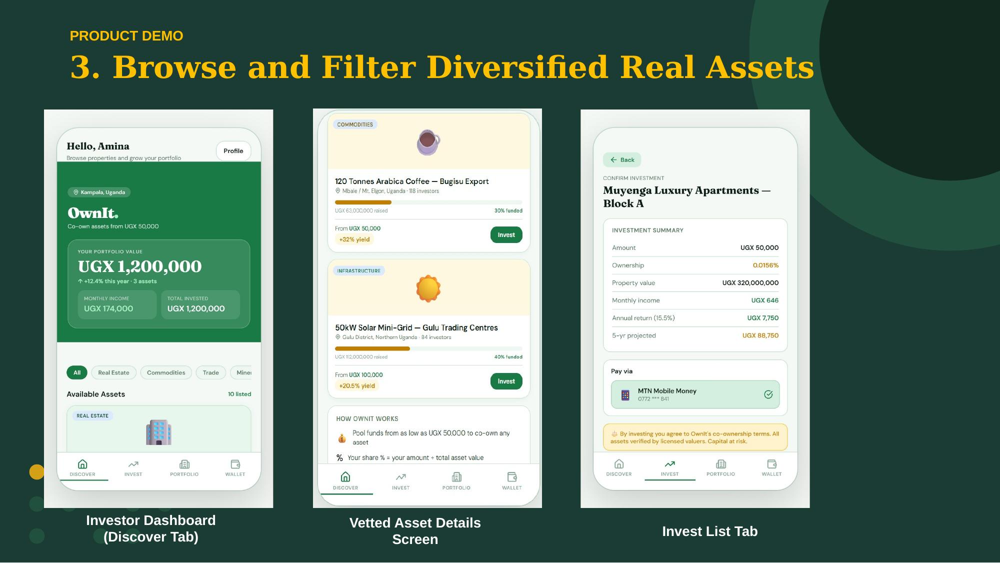 PRODUCT DEMO
3. Browse and Filter Diversified Real Assets
Hello, Amina
Browse properties and grow your portfolio
Profile
Kampala, Uganda
OwnIt.
Co-own assets from UGX 50,000
YOUR PORTFOLIO VALUE
UGX 1,200,000
↑ +12.4% this year · 3 assets
MONTHLY INCOME
UGX 174,000
TOTAL INVESTED
UGX 1,200,000
All
Real Estate
Commodities
Trade
Miner
Available Assets
10 listed
REAL ESTATE
DISCOVER
INVEST
PORTFOLIO
WALLET
Investor Dashboard
(Discover Tab)
COMMODITIES
120 Tonnes Arabica Coffee — Bugisu Export
Mbale / Mt. Elgon, Uganda · 118 investors
UGX 63,000,000 raised
30% funded
From UGX 50,000
+32% yield
Invest
INFRASTRUCTURE
50kW Solar Mini-Grid — Gulu Trading Centres
Gulu District, Northern Uganda · 84 investors
UGX 112,000,000 raised
40% funded
From UGX 100,000
+20.5% yield
Invest
HOW OWNIT WORKS
Pool funds from as low as UGX 50,000 to co-own any
asset
% Your share % = your amount ÷ total asset value
DISCOVER
INVEST
PORTFOLIO
WALLET
Vetted Asset Details
Screen
← Back
CONFIRM INVESTMENT
Muyenga Luxury Apartments —
Block A
INVESTMENT SUMMARY
Amount UGX 50,000
Ownership 0.0156%
Property value UGX 320,000,000
Monthly income UGX 646
Annual return (15.5%) UGX 7,750
5-yr projected UGX 88,750
Pay via
MTN Mobile Money
0772 *** 841
By investing you agree to OwnIt's co-ownership terms. All
assets verified by licensed valuers. Capital at risk.
DISCOVER
INVEST
PORTFOLIO
WALLET
Invest List Tab